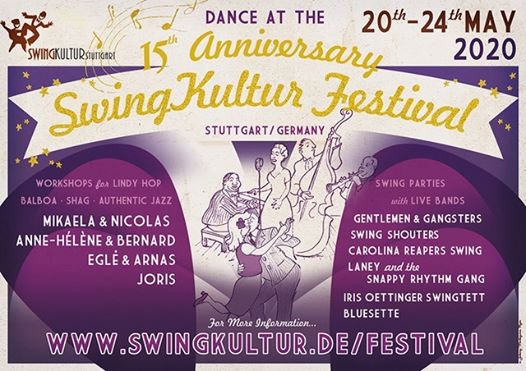 SWINGKULTUR STUTTGART
DANCE AT THE
20th-24th MAY
2020
15th Anniversary
SwingKultur Festival
STUTTGART/GERMANY
WORKSHOPS for LINDY HOP
BALBOA · SHAG · AUTHENTIC JAZZ
MIKAELA & NICOLAS
ANNE-HÉLÈNE & BERNARD
EGLÉ & ARNAS
JORIS
SWING PARTIES
with LIVE BANDS
GENTLEMEN & GANGSTERS
SWING SHOUTERS
CAROLINA REAPERS SWING
LANEY and the
SNAPPY RHYTHM GANG
IRIS OETTINGER SWINGTETT
BLUESETTE
For More Information...
WWW.SWINGKULTUR.DE/FESTIVAL